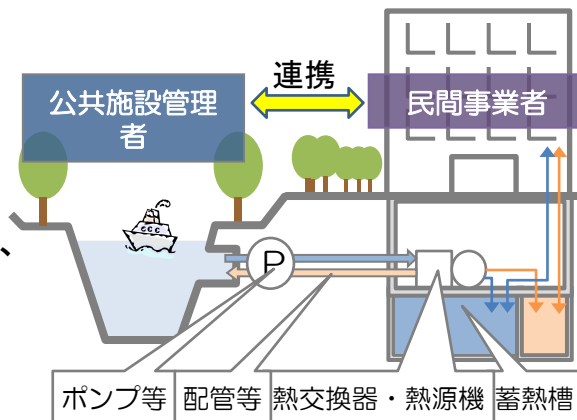 連携
公共施設管理
者
民間事業者
、
P
ポンプ等
配管等
熱交換器・熱源機
蓄熱槽